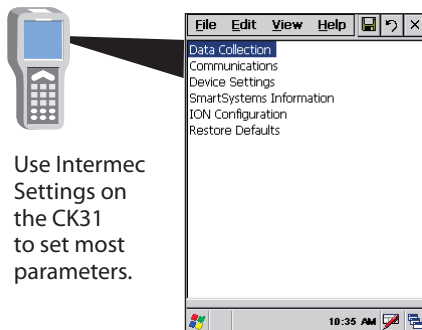 File Edit View Help
Data Collection
Communications
Device Settings
SmartSystems Information
ION Configuration
Restore Defaults
10:35 AM
Use Intermec
Settings on
the CK31
to set most
parameters.